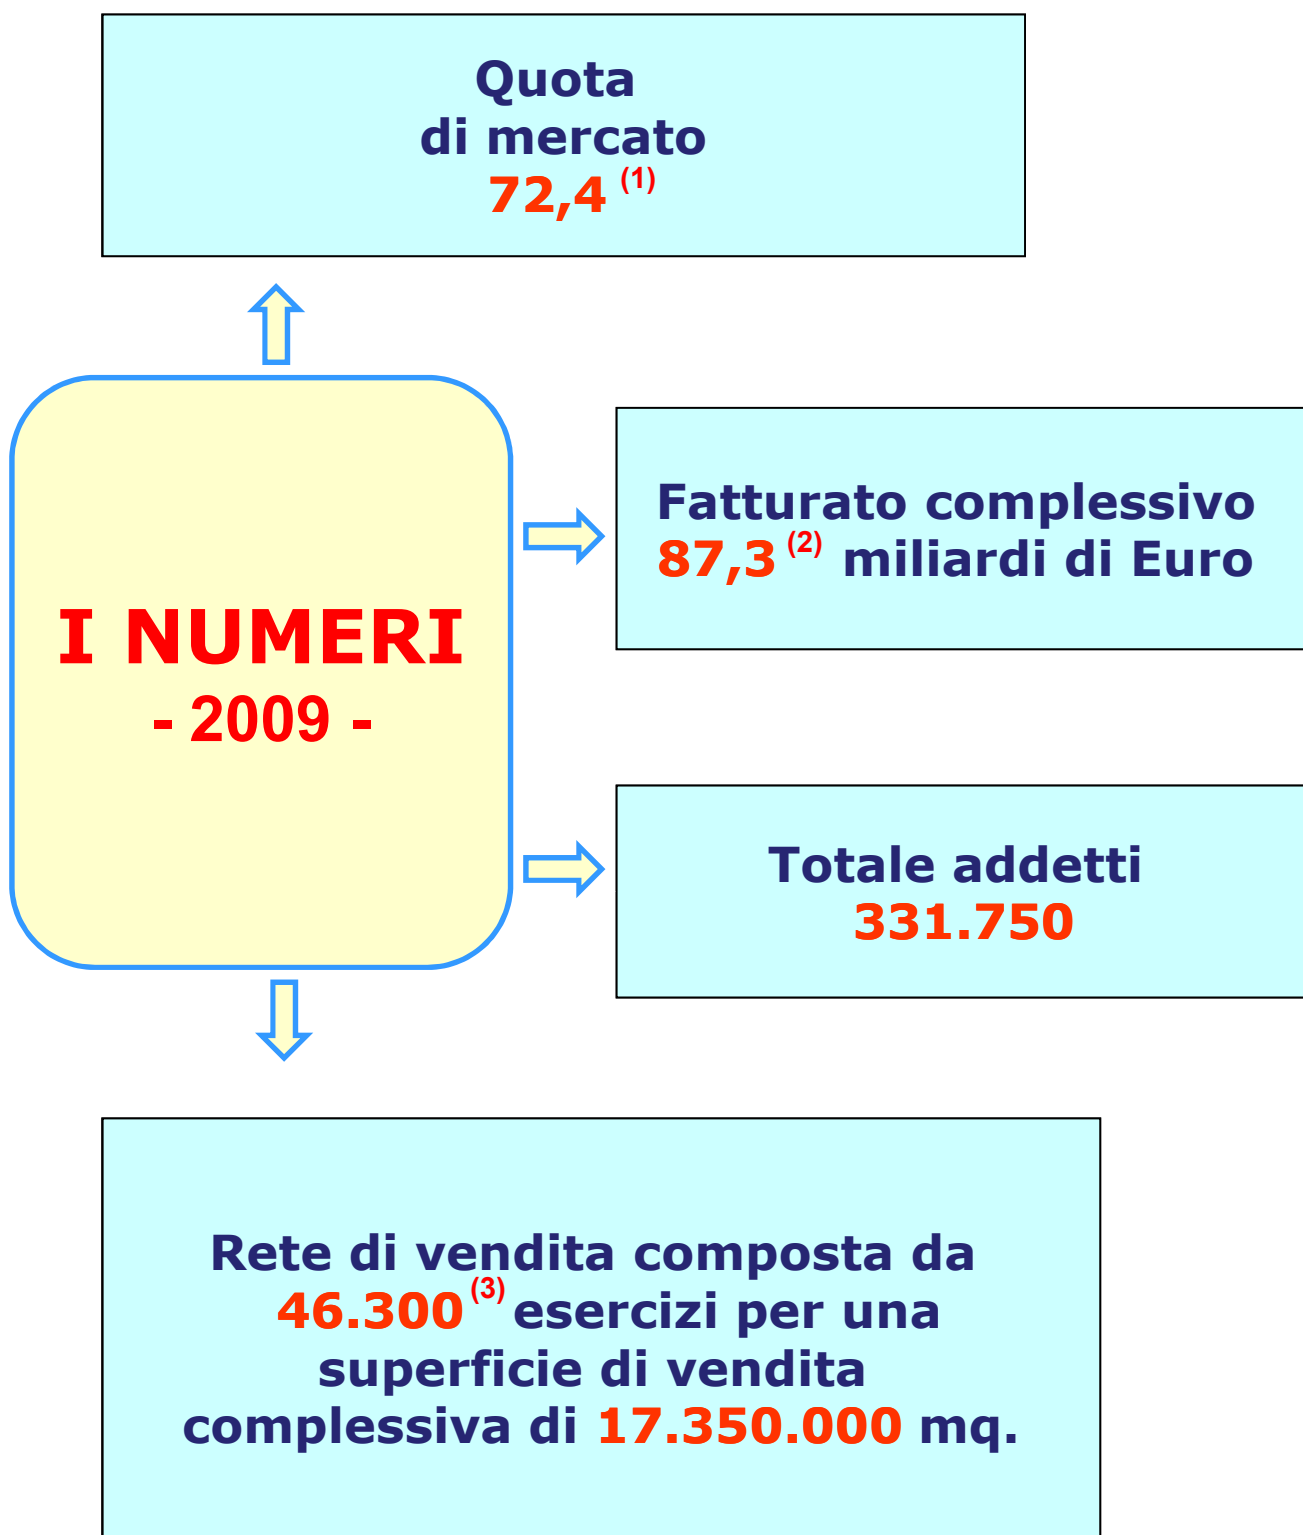 Quota
di mercato
72,4 (1)
I NUMERI
- 2009 -
Fatturato complessivo
87,3 (2) miliardi di Euro
Totale addetti
331.750
Rete di vendita composta da
46.300 (3) esercizi per una
superficie di vendita
complessiva di 17.350.000 mq.